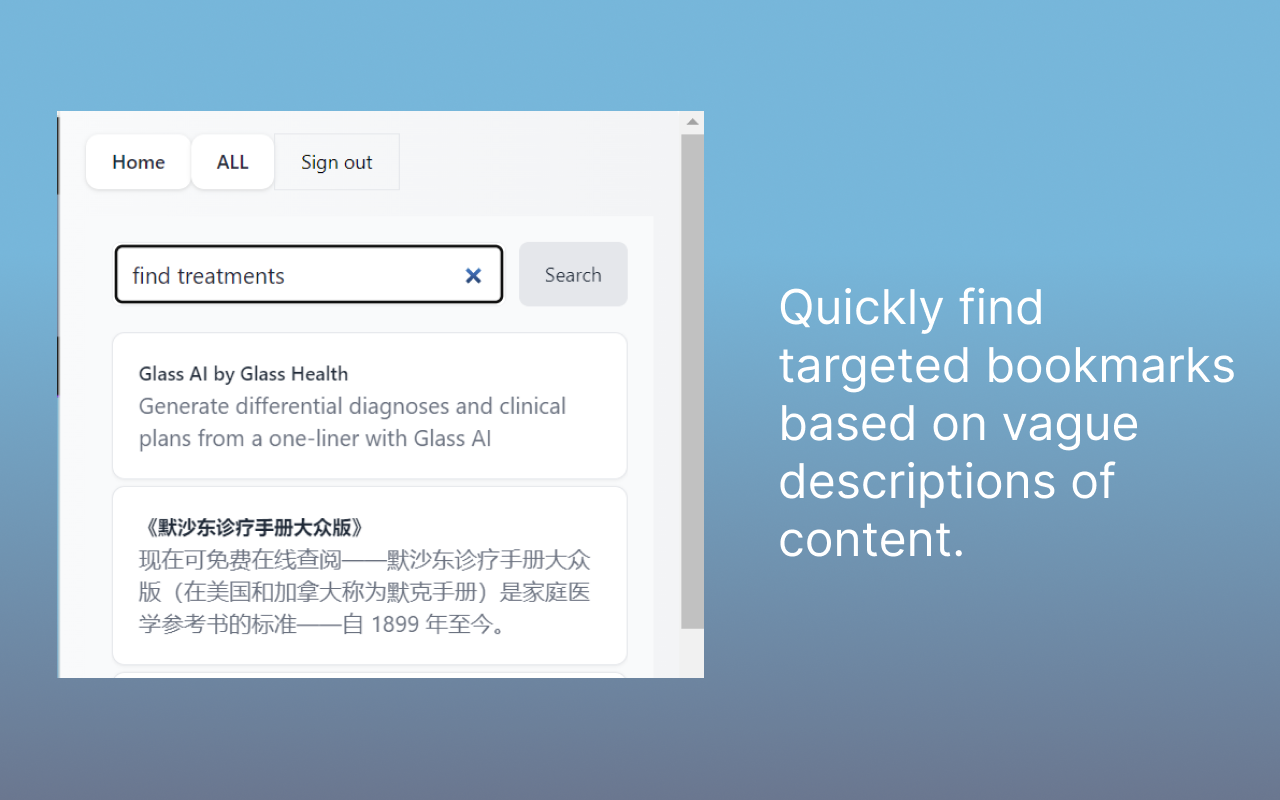 Home ALL Sign out
find treatments × Search
Glass AI by Glass Health
Generate differential diagnoses and clinical
plans from a one-liner with Glass AI
《默沙东诊疗手册大众版》
现在可免费在线查阅——默沙东诊疗手册大众
版（在美国和加拿大称为默克手册）是家庭医
学参考书的标准——自 1899 年至今。
Quickly find
targeted bookmarks
based on vague
descriptions of
content.